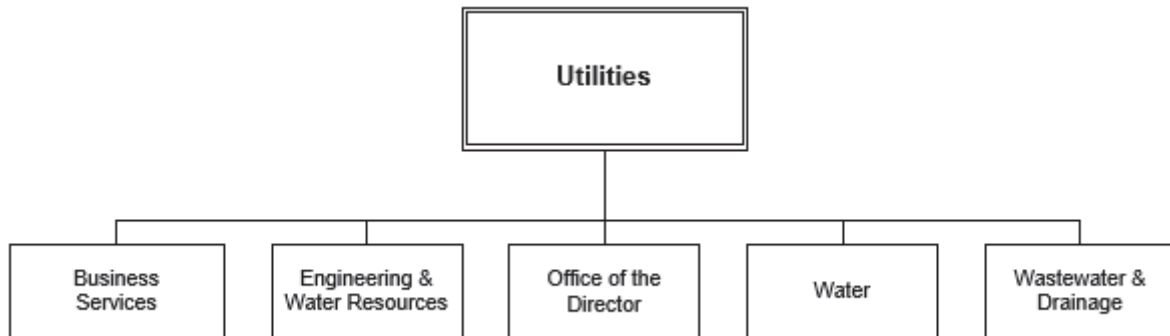 Utilities
Business
Services
Engineering &
Water Resources
Office of the
Director
Water
Wastewater &
Drainage